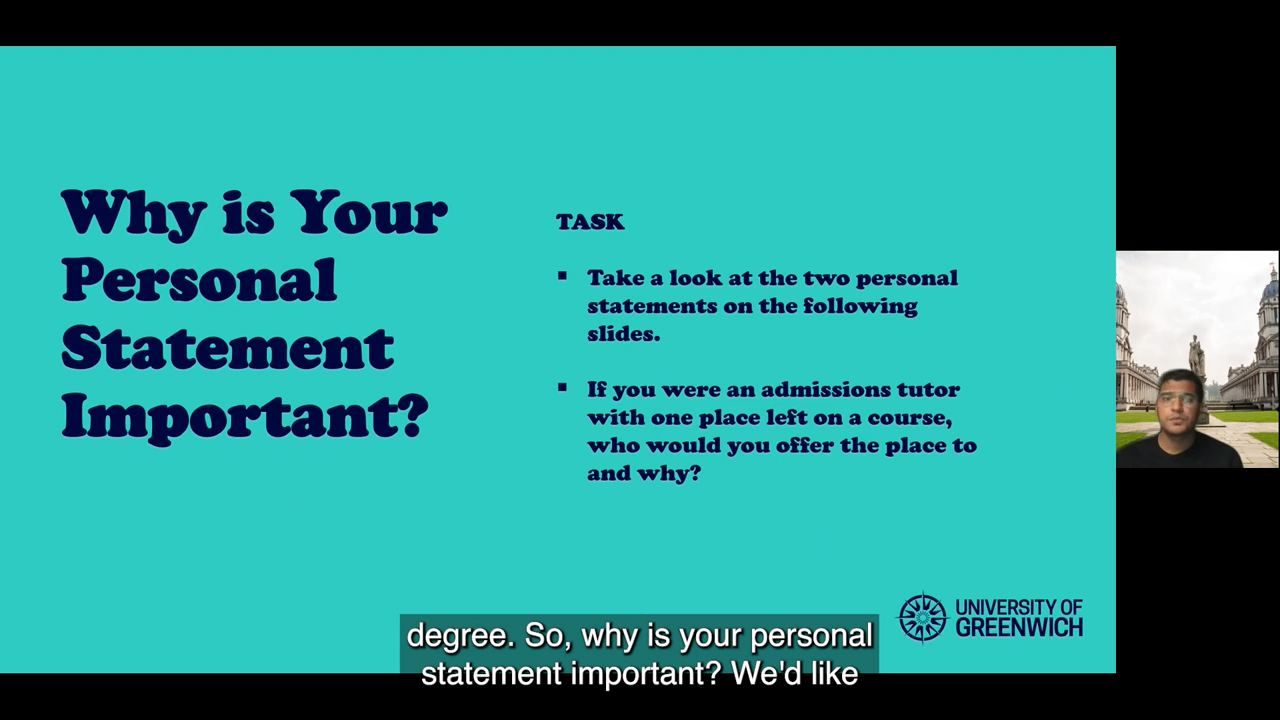 Why is Your
Personal
Statement
Important?
TASK
▪ Take a look at the two personal
statements on the following
slides.
▪ If you were an admissions tutor
with one place left on a course,
who would you offer the place to
and why?
UNIVERSITY OF
GREENWICH
degree. So, why is your personal
statement important? We'd like